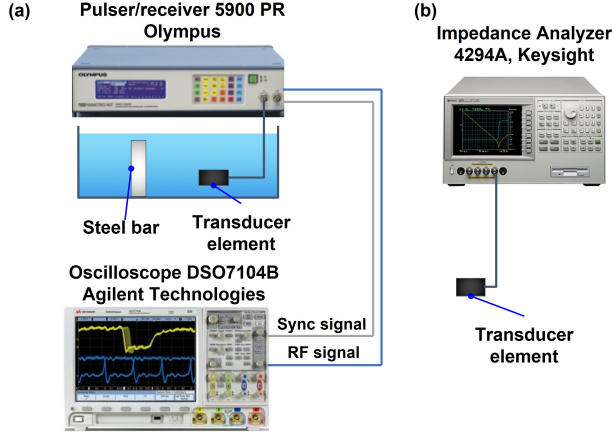 (a)
Pulser/receiver 5900 PR
Olympus
OLYMPUS
Steel bar
Transducer
element
Oscilloscope DSO7104B
Agilent Technologies
Sync signal
RF signal
(b)
Impedance Analyzer
4294A, Keysight
Transducer
element